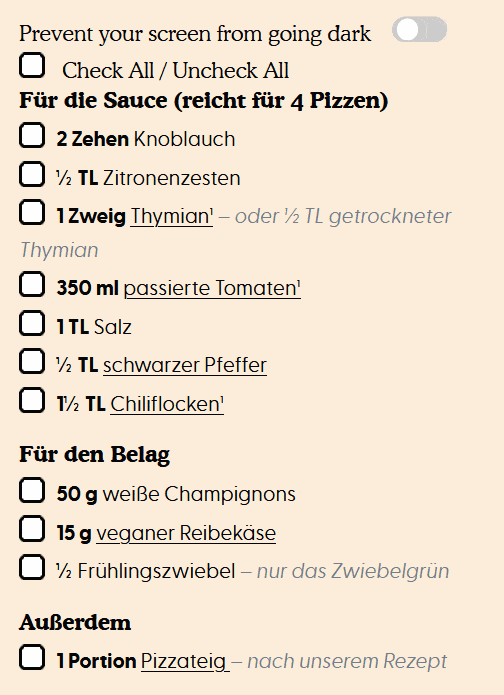 Prevent your screen from going dark
Check All / Uncheck All
Für die Sauce (reicht für 4 Pizzen)
2 Zehen Knoblauch
½ TL Zitronenzesten
1 Zweig Thymian¹ – oder ½ TL getrockneter
Thymian
350 ml passierte Tomaten¹
1 TL Salz
½ TL schwarzer Pfeffer
1½ TL Chiliflocken¹
Für den Belag
50 g weiße Champignons
15 g veganer Reibekäse
½ Frühlingszwiebel – nur das Zwiebelgrün
Außerdem
1 Portion Pizzateig – nach unserem Rezept